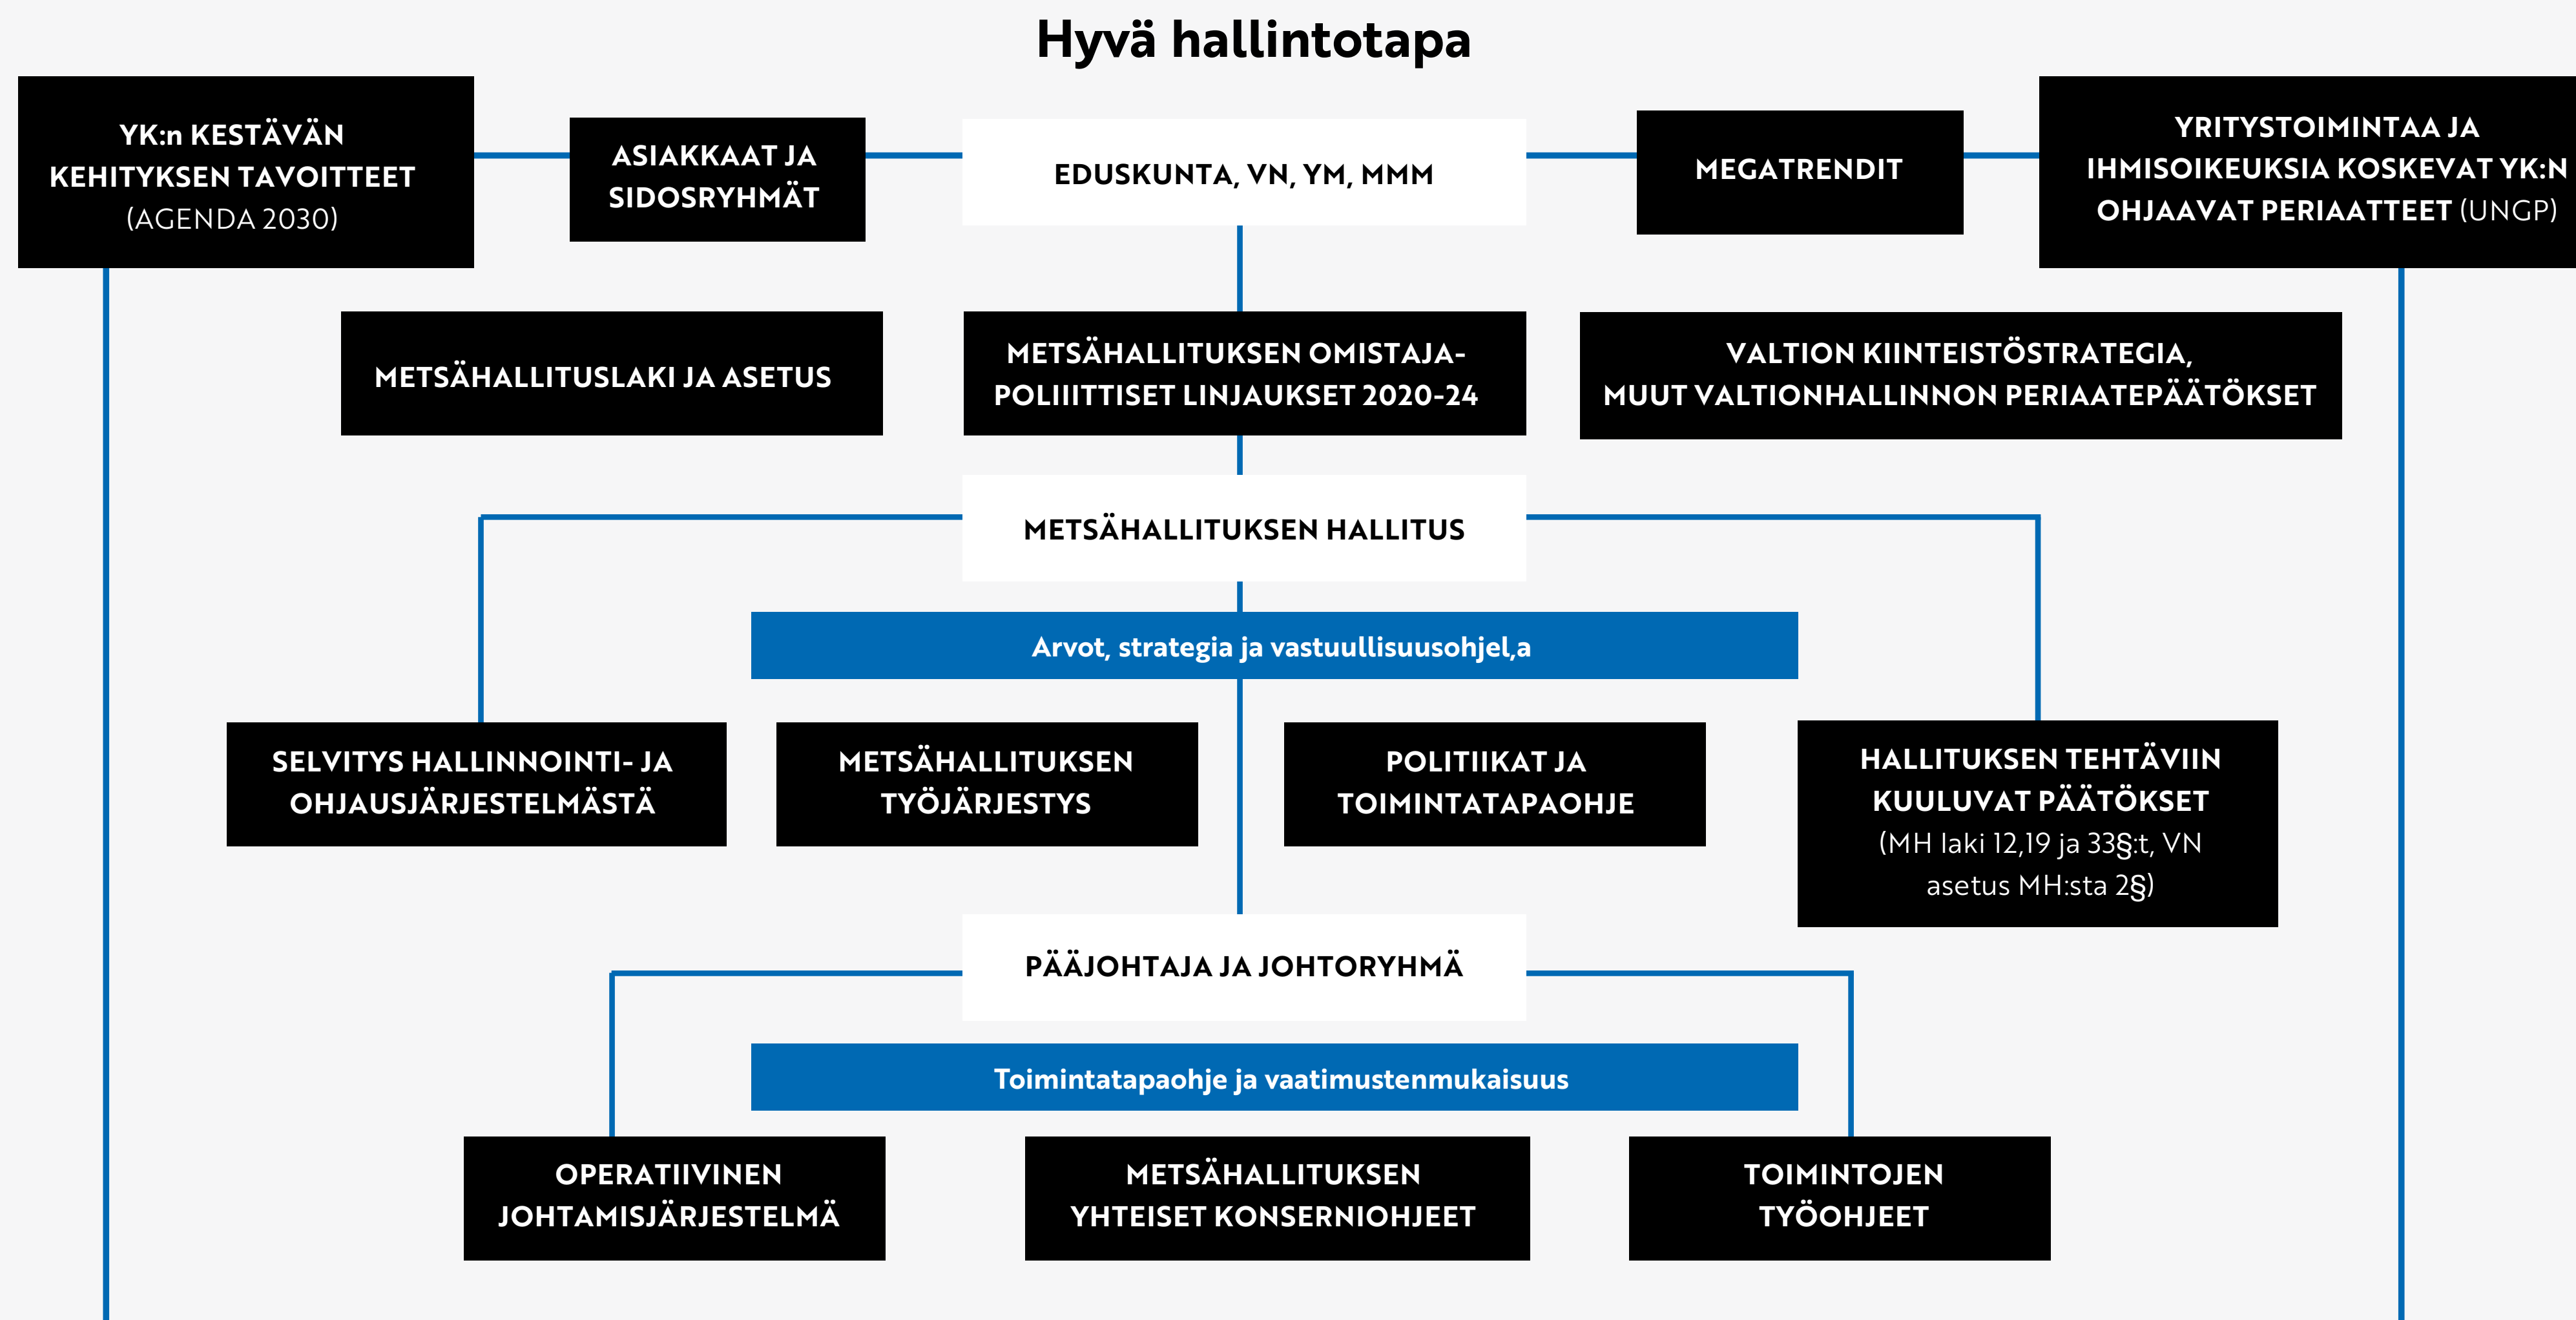 Hyvä hallintotapa
YK:n KESTÄVÄN
KEHITYKSEN TAVOITTEET
(AGENDA 2030)
ASIAKKAAT JA
SIDOSRYHMÄT
EDUSKUNTA, VN, YM, MMM
MEGATRENDIT
YRITYSTOIMINTAA JA
IHMISOIKEUKSIA KOSKEVAT YK:N
OHJAAVAT PERIAATTEET (UNGP)
METSÄHALLITUSLAKI JA ASETUS
METSÄHALLITUKSEN OMISTAJA-
POLIIITTISET LINJAUKSET 2020-24
VALTION KIINTEISTÖSTRATEGIA,
MUUT VALTIONHALLINNON PERIAATEPÄÄTÖKSET
METSÄHALLITUKSEN HALLITUS
Arvot, strategia ja vastuullisuusohjel,a
SELVITYS HALLINNOINTI- JA
OHJAUSJÄRJESTELMÄSTÄ
METSÄHALLITUKSEN
TYÖJÄRJESTYS
POLITIIKAT JA
TOIMINTATAPAOHJE
HALLITUKSEN TEHTÄVIIN
KUULUVAT PÄÄTÖKSET
(MH laki 12,19 ja 33§:t, VN
asetus MH:sta 2§)
PÄÄJOHTAJA JA JOHTORYHMÄ
Toimintatapaohje ja vaatimustenmukaisuus
OPERATIIVINEN
JOHTAMISJÄRJESTELMÄ
METSÄHALLITUKSEN
YHTEISET KONSERNIOHJEET
TOIMINTOJEN
TYÖOHJEET